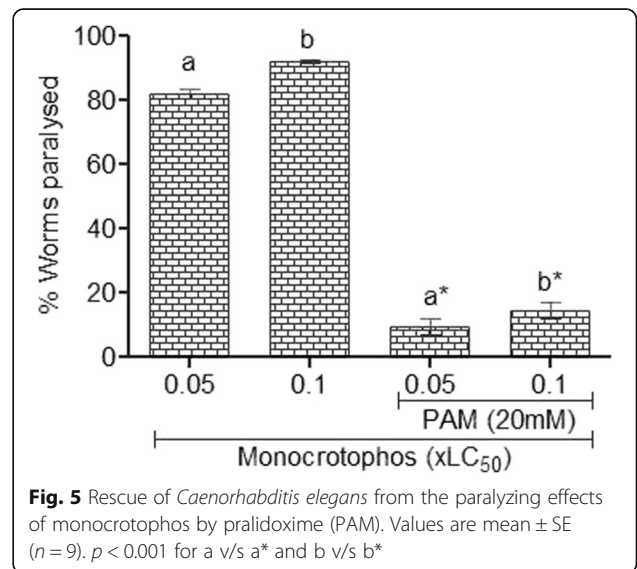 100
80
60
40
20
0
% Worms paralysed
a
b
a*
b*
0.05
0.1
0.05
0.1
PAM (20mM)
Monocrotophos (xLC50)
Fig. 5 Rescue of Caenorhabditis elegans from the paralyzing effects
of monocrotophos by pralidoxime (PAM). Values are mean ± SE
(n = 9). p < 0.001 for a v/s a* and b v/s b*